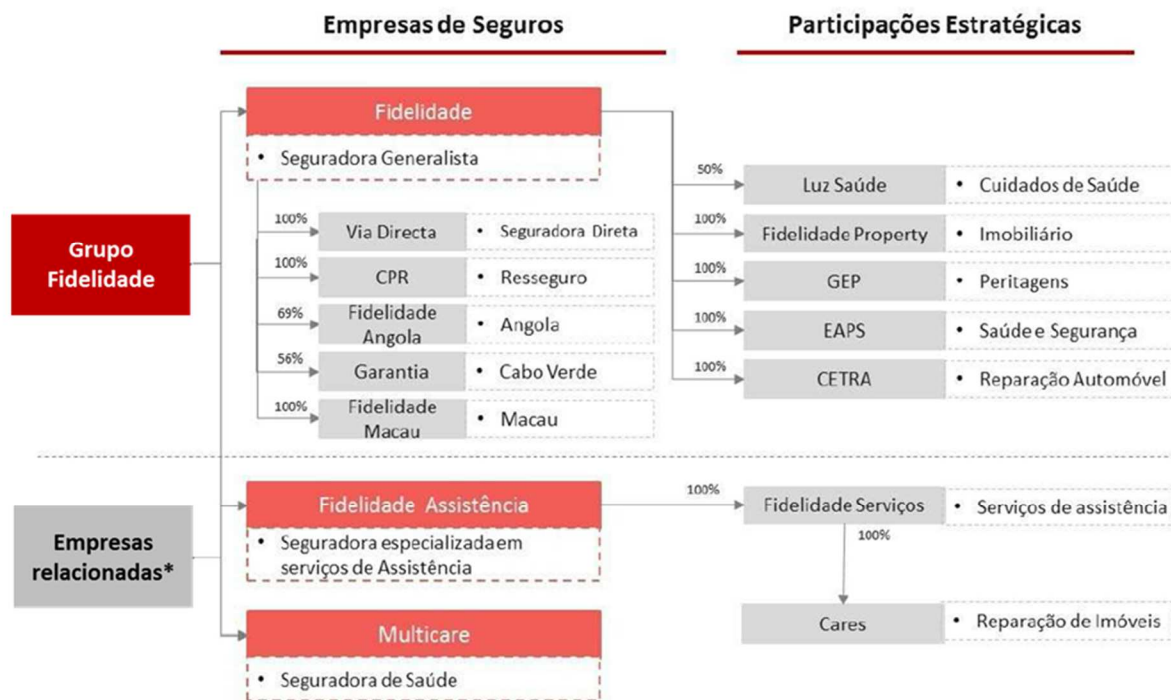 Empresas de Seguros
Participações Estratégicas
Grupo
Fidelidade
Fidelidade
• Seguradora Generalista
100%
Via Directa
• Seguradora Direta
100%
CPR
• Resseguro
69%
Fidelidade
Angola
• Angola
56%
Garantia
• Cabo Verde
100%
Fidelidade
Macau
• Macau
50%
Luz Saúde
• Cuidados de Saúde
100%
Fidelidade Property
• Imobiliário
100%
GEP
• Peritagens
100%
EAPS
• Saúde e Segurança
100%
CETRA
• Reparação Automóvel
Empresas
relacionadas*
Fidelidade Assistência
• Seguradora especializada em
serviços de Assistência
100%
Fidelidade Serviços
• Serviços de assistência
100%
Cares
• Reparação de Imóveis
Multicare
• Seguradora de Saúde